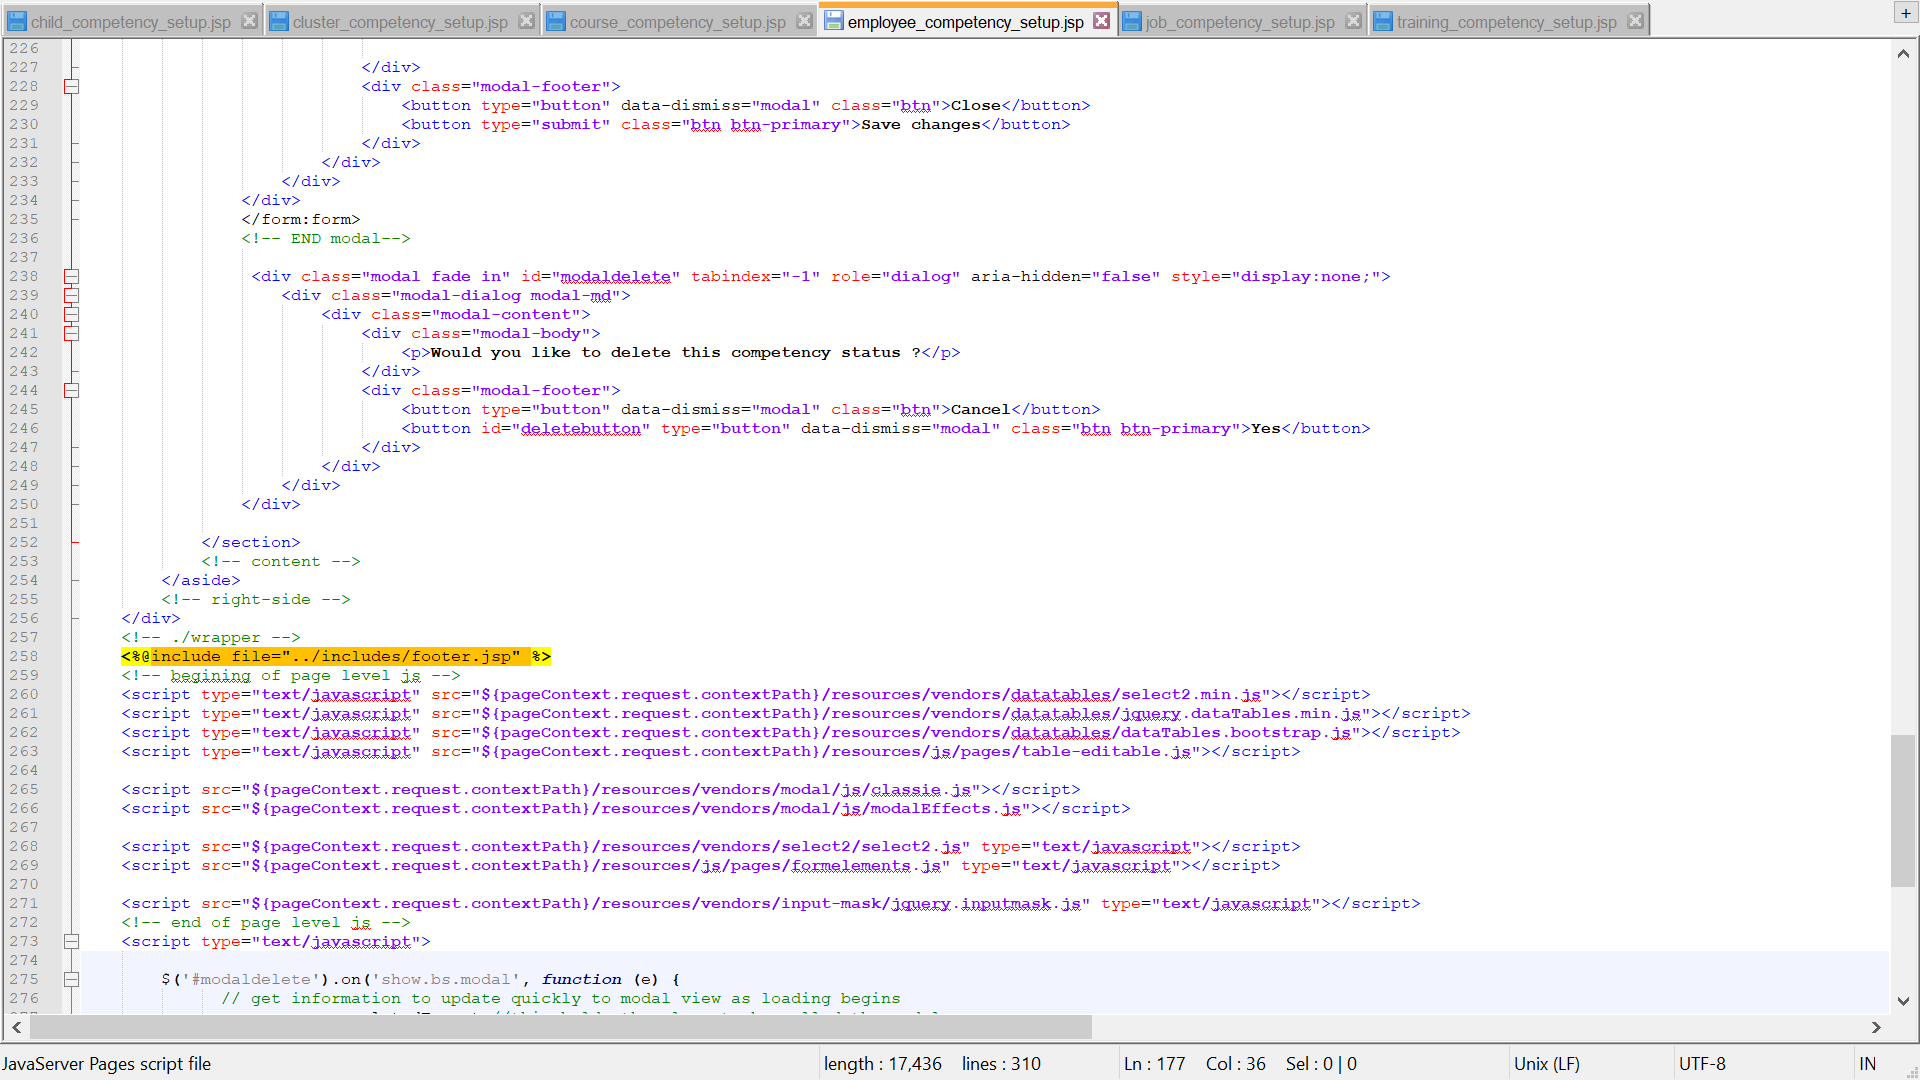 child_competency_setup.jsp cluster_competency_setup.jsp course_competency_setup.jsp employee_competency_setup.jsp job_competency_setup.jsp training_competency_setup.jsp +
226
227 </div>
228 <div class="modal-footer">
229 <button type="button" data-dismiss="modal" class="btn">Close</button>
230 <button type="submit" class="btn btn-primary">Save changes</button>
231 </div>
232 </div>
233 </div>
234 </div>
235 </form:form>
236 <!-- END modal-->
237
238 <div class="modal fade in" id="modaldelete" tabindex="-1" role="dialog" aria-hidden="false" style="display:none;">
239 <div class="modal-dialog modal-md">
240 <div class="modal-content">
241 <div class="modal-body">
242 <p>Would you like to delete this competency status ?</p>
243 </div>
244 <div class="modal-footer">
245 <button type="button" data-dismiss="modal" class="btn">Cancel</button>
246 <button id="deletebutton" type="button" data-dismiss="modal" class="btn btn-primary">Yes</button>
247 </div>
248 </div>
249 </div>
250 </div>
251
252 </section>
253 <!-- content -->
254 </aside>
255 <!-- right-side -->
256 </div>
257 <!-- ./wrapper -->
258 <%@include file="../includes/footer.jsp" %>
259 <!-- begining of page level js -->
260 <script type="text/javascript" src="${pageContext.request.contextPath}/resources/vendors/datatables/select2.min.js"></script>
261 <script type="text/javascript" src="${pageContext.request.contextPath}/resources/vendors/datatables/jquery.dataTables.min.js"></script>
262 <script type="text/javascript" src="${pageContext.request.contextPath}/resources/vendors/datatables/dataTables.bootstrap.js"></script>
263 <script type="text/javascript" src="${pageContext.request.contextPath}/resources/js/pages/table-editable.js"></script>
264
265 <script src="${pageContext.request.contextPath}/resources/vendors/modal/js/classie.js"></script>
266 <script src="${pageContext.request.contextPath}/resources/vendors/modal/js/modalEffects.js"></script>
267
268 <script src="${pageContext.request.contextPath}/resources/vendors/select2/select2.js" type="text/javascript"></script>
269 <script src="${pageContext.request.contextPath}/resources/js/pages/formelements.js" type="text/javascript"></script>
270
271 <script src="${pageContext.request.contextPath}/resources/vendors/input-mask/jquery.inputmask.js" type="text/javascript"></script>
272 <!-- end of page level js -->
273 <script type="text/javascript">
274
275 $('#modaldelete').on('show.bs.modal', function (e) {
276 // get information to update quickly to modal view as loading begins
JavaServer Pages script file length : 17,436 lines : 310 Ln : 177 Col : 36 Sel : 0 | 0 Unix (LF) UTF-8 IN